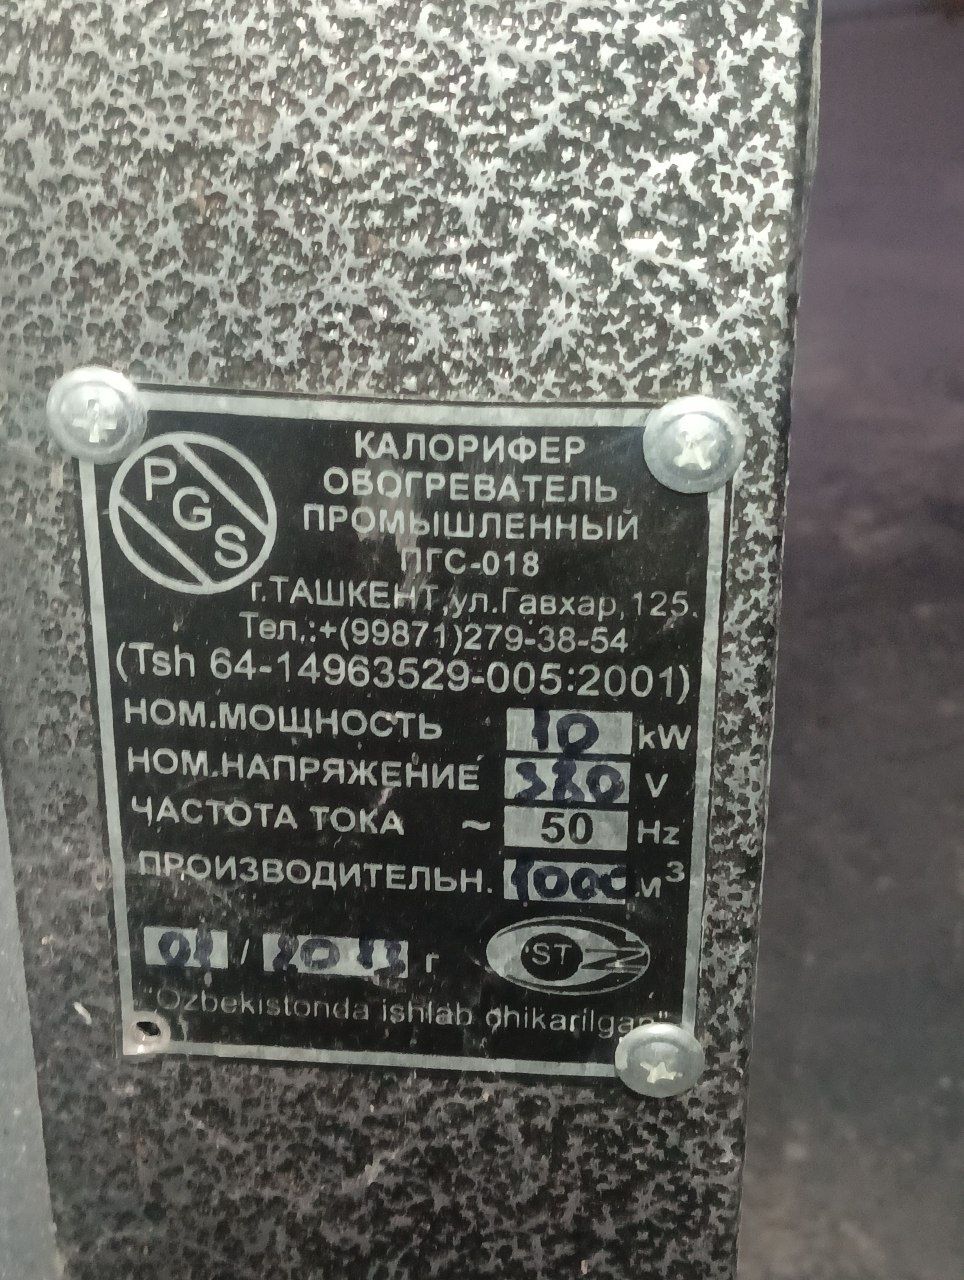 PGS
КАЛОРИФЕР
ОБОГРЕВАТЕЛЬ
ПРОМЫШЛЕННЫЙ
ПГС-018
г.ТАШКЕНТ,ул.Гавхар,125.
Тел,:+(99871)279-38-54
(Tsh 64-14963529-005:2001)
НОМ.МОЩНОСТЬ 10 kW
НОМ.НАПРЯЖЕНИЕ 380 V
ЧАСТОТА ТОКА ~ 50 Hz
ПРОИЗВОДИТЕЛЬН. 1000 м³
/ г
'ST
"Ozbekistonda ishlab chikarilgan"